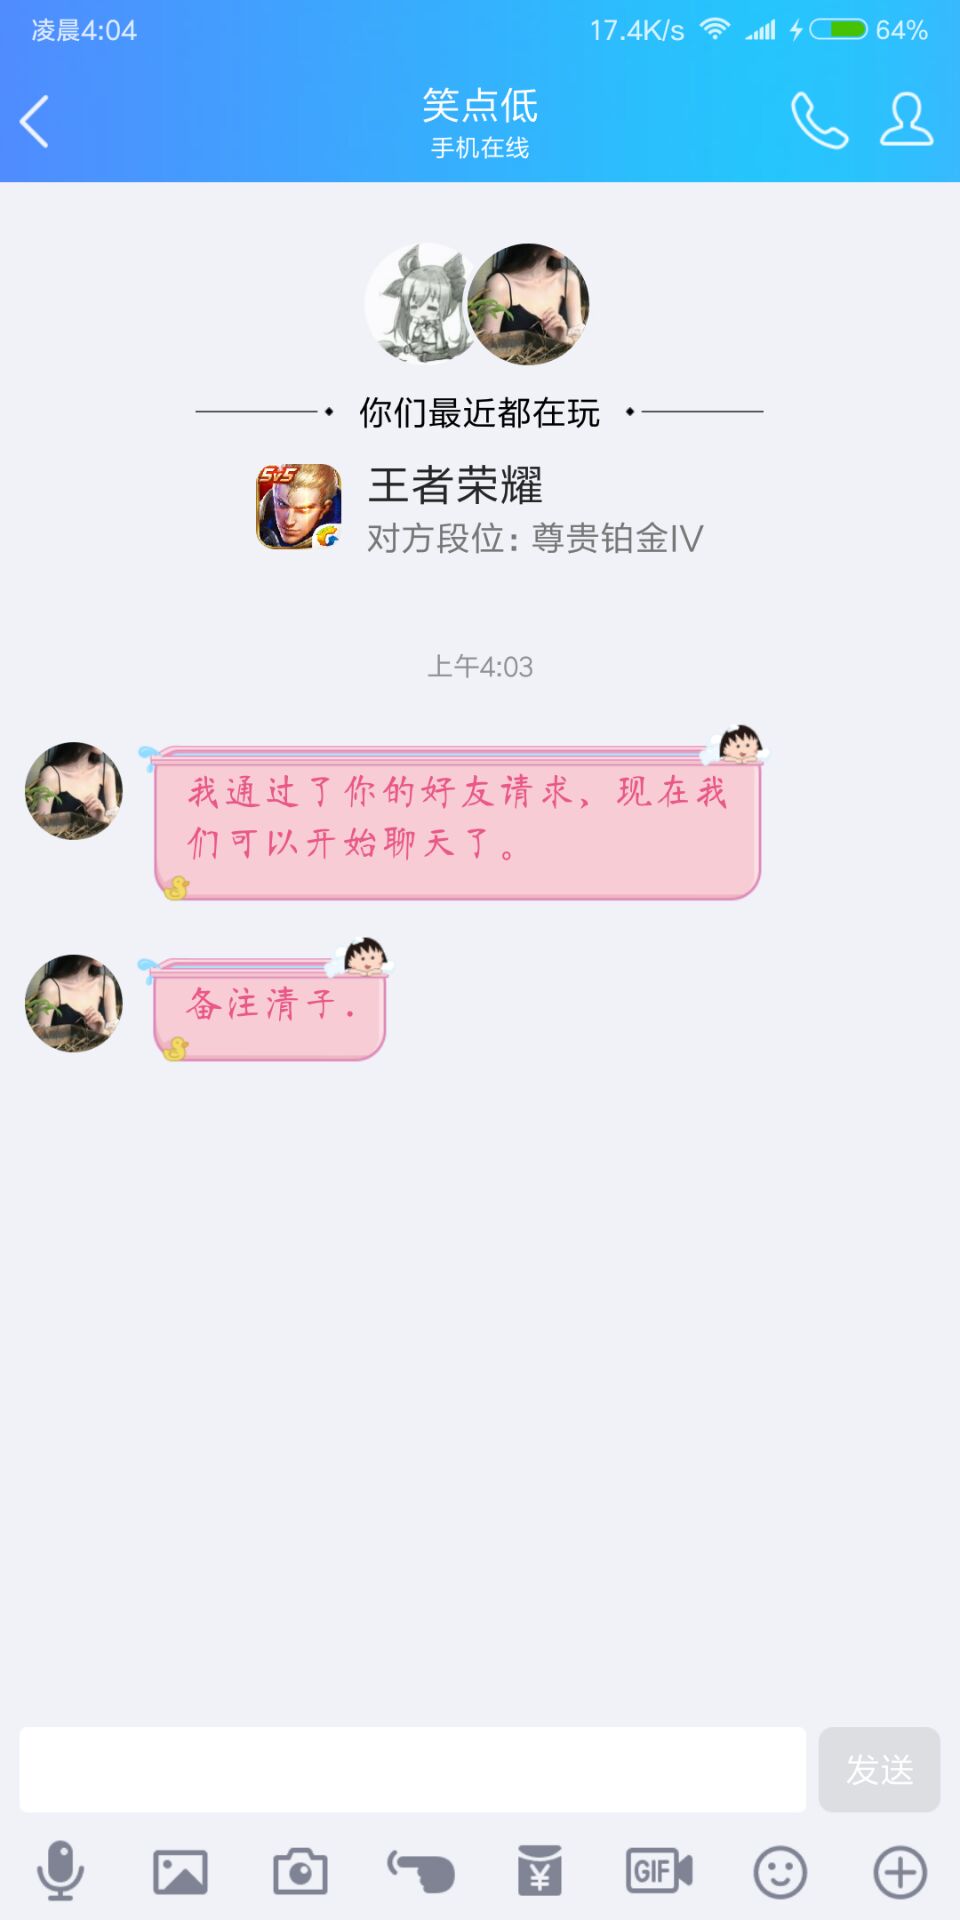 凌晨4:04 17.4K/s 64%
笑点低
手机在线
你们最近都在玩
5v5
王者荣耀
对方段位：尊贵铂金IV
上午4:03
我通过了你的好友请求，现在我
们可以开始聊天了。
备注清子.
发送
¥ GIF